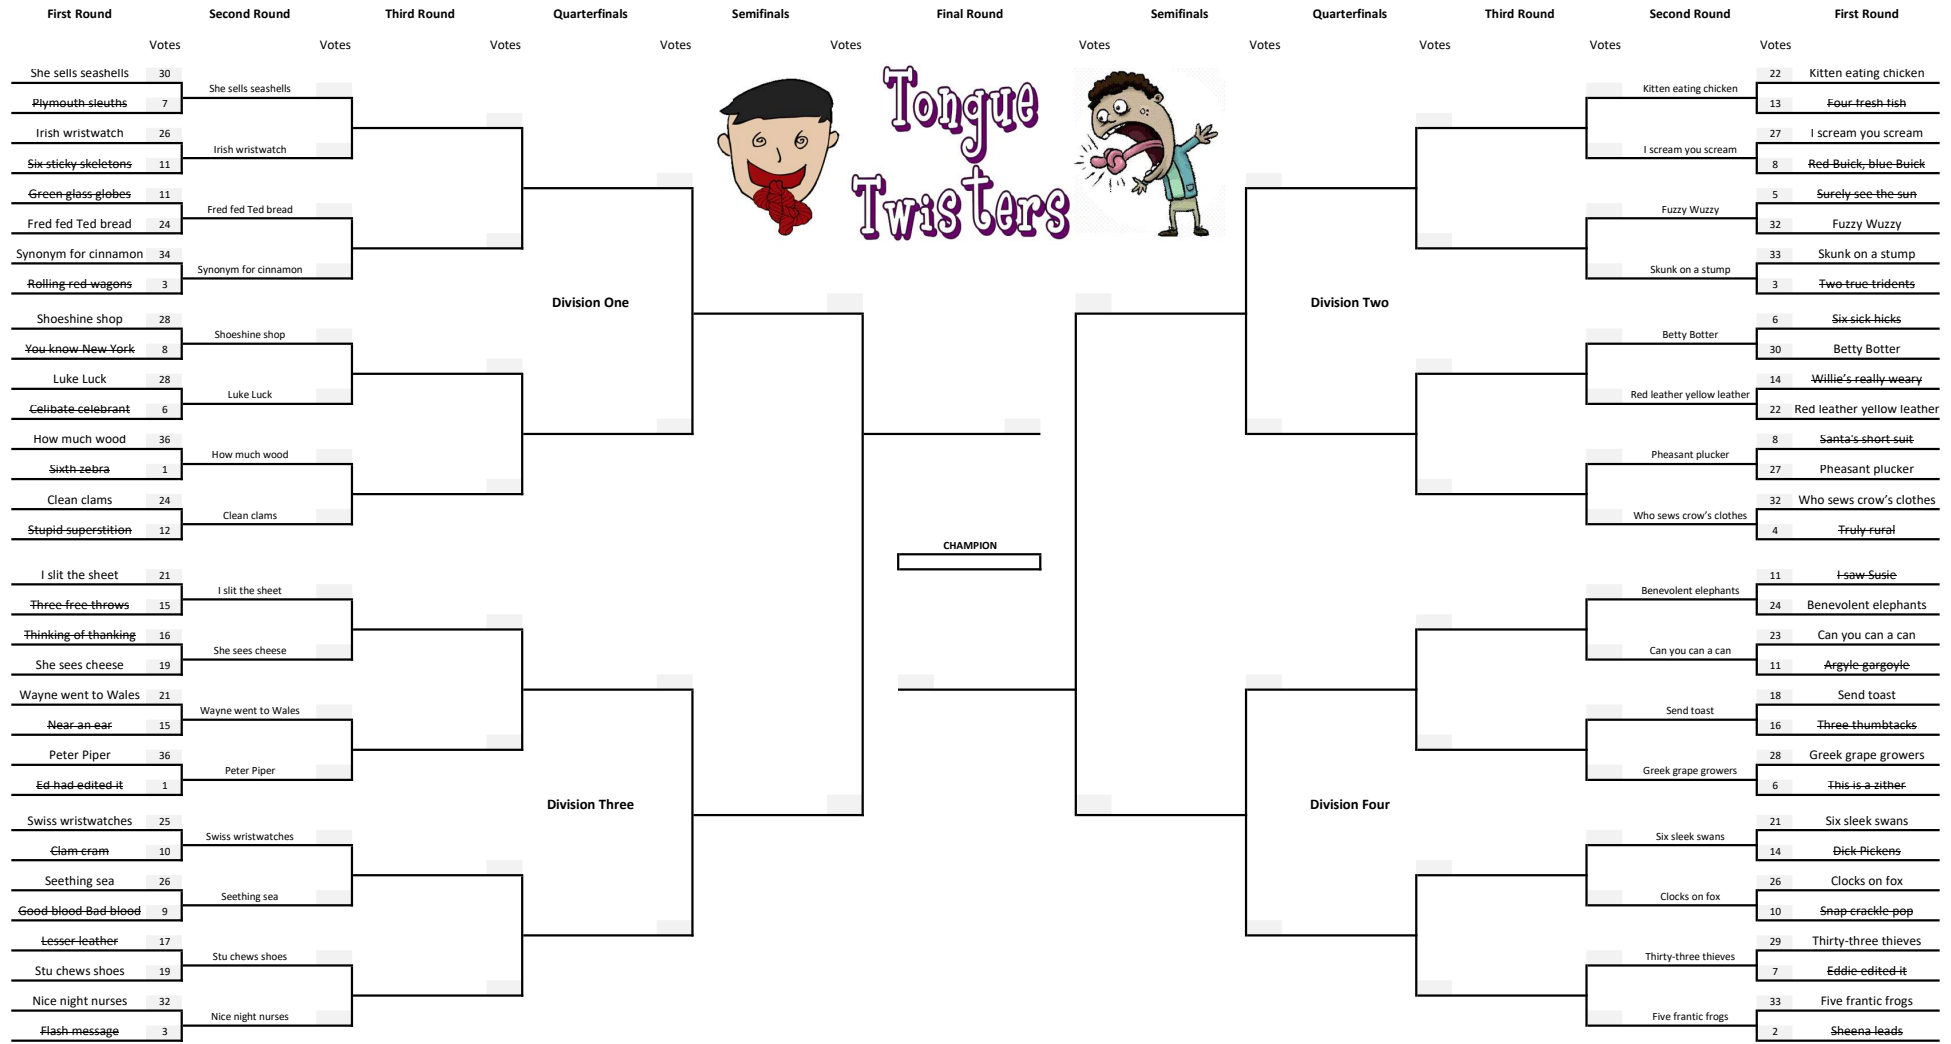 First Round Second Round Third Round Quarterfinals Semifinals Final Round Semifinals Quarterfinals Third Round Second Round First Round
Votes Votes Votes Votes Votes Votes Votes Votes Votes Votes
Tongue
Twisters
She sells seashells 30
Plymouth sleuths 7
Irish wristwatch 26
Six sticky skeletons 11
Green glass globes 11
Fred fed Ted bread 24
Synonym for cinnamon 34
Rolling red wagons 3
Shoeshine shop 28
You know New York 8
Luke Luck 28
Celibate celebrant 6
How much wood 36
Sixth zebra 1
Clean clams 24
Stupid superstition 12
She sells seashells
Irish wristwatch
Fred fed Ted bread
Synonym for cinnamon
Shoeshine shop
Luke Luck
How much wood
Clean clams
Division One
I slit the sheet 21
Three free throws 15
Thinking of thanking 16
She sees cheese 19
Wayne went to Wales 21
Near an ear 15
Peter Piper 36
Ed had edited it 1
Swiss wristwatches 25
Clam cram 10
Seething sea 26
Good blood Bad blood 9
Lesser leather 17
Stu chews shoes 19
Nice night nurses 32
Flash message 3
I slit the sheet
She sees cheese
Wayne went to Wales
Peter Piper
Swiss wristwatches
Seething sea
Stu chews shoes
Nice night nurses
Division Three
CHAMPION
Division Two
Kitten eating chicken
I scream you scream
Fuzzy Wuzzy
Skunk on a stump
Betty Botter
Red leather yellow leather
Pheasant plucker
Who sews crow’s clothes
22 Kitten eating chicken
13 Four fresh fish
27 I scream you scream
8 Red Buick, blue Buick
5 Surely see the sun
32 Fuzzy Wuzzy
33 Skunk on a stump
3 Two true tridents
6 Six sick hicks
30 Betty Botter
14 Willie’s really weary
22 Red leather yellow leather
8 Santa's short suit
27 Pheasant plucker
32 Who sews crow’s clothes
4 Truly rural
Division Four
Benevolent elephants
Can you can a can
Send toast
Greek grape growers
Six sleek swans
Clocks on fox
Thirty-three thieves
Five frantic frogs
11 I saw Susie
24 Benevolent elephants
23 Can you can a can
11 Argyle gargoyle
18 Send toast
16 Three thumbtacks
28 Greek grape growers
6 This is a zither
21 Six sleek swans
14 Dick Pickens
26 Clocks on fox
10 Snap crackle pop
29 Thirty-three thieves
7 Eddie edited it
33 Five frantic frogs
2 Sheena leads